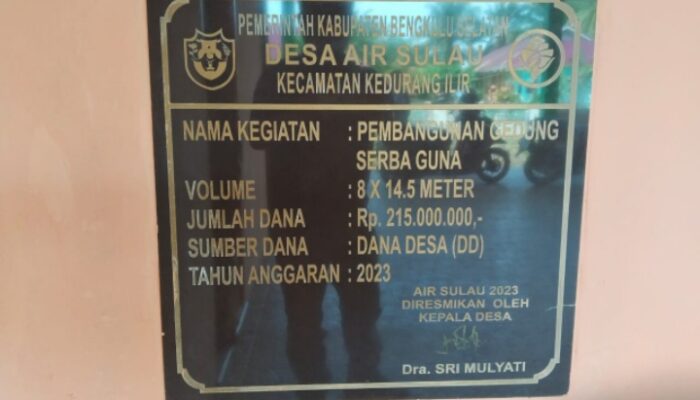 PEMERINTAH KABUPATEN BENGKULU SELATAN
DESA AIR SULAU
KECAMATAN KEDURANG ILIR
NAMA KEGIATAN : PEMBANGUNAN GEDUNG
SERBA GUNA
VOLUME : 8 X 14.5 METER
JUMLAH DANA : Rp. 215.000.000,-
SUMBER DANA : DANA DESA (DD)
TAHUN ANGGARAN : 2023
AIR SULAU 2023
DIRESMIKAN OLEH
KEPALA DESA
Dra. SRI MULYATI